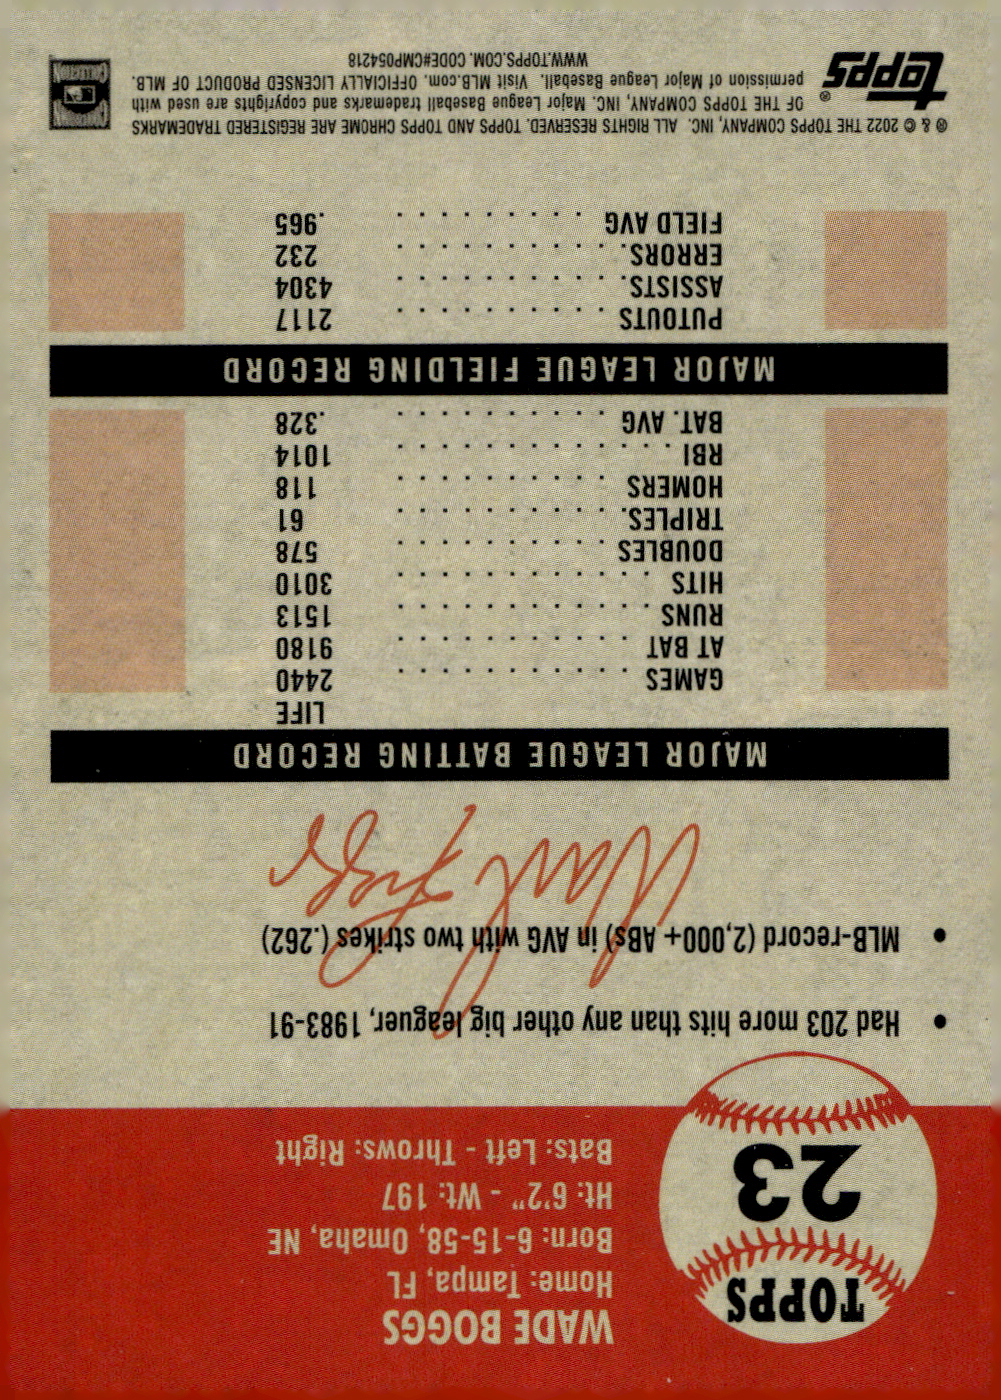 TOPPS
23
WADE BOGGS
Home: Tampa, FL
Born: 6-15-58, Omaha, NE
Ht: 6'2" - Wt: 197
Bats: Left - Throws: Right
• Had 203 more hits than any other big leaguer, 1983-91
• MLB-record (2,000+ ABs) in AVG with two strikes (.262)
Wade Boggs
MAJOR LEAGUE BATTING RECORD
LIFE
GAMES . . . . . . . . . . 2440
AT BAT . . . . . . . . . . 9180
RUNS . . . . . . . . . . 1513
HITS . . . . . . . . . . 3010
DOUBLES . . . . . . . . . . 578
TRIPLES . . . . . . . . . . 61
HOMERS . . . . . . . . . . 118
RBI . . . . . . . . . . 1014
BAT. AVG . . . . . . . . . . .328
MAJOR LEAGUE FIELDING RECORD
PUTOUTS . . . . . . . . . . 2117
ASSISTS . . . . . . . . . . 4304
ERRORS . . . . . . . . . . 232
FIELD AVG . . . . . . . . . . .965
® & © 2022 THE TOPPS COMPANY, INC. ALL RIGHTS RESERVED. TOPPS AND TOPPS CHROME ARE REGISTERED TRADEMARKS
OF THE TOPPS COMPANY, INC. Major League Baseball trademarks and copyrights are used with
permission of Major League Baseball. Visit MLB.com. OFFICIALLY LICENSED PRODUCT OF MLB.
WWW.TOPPS.COM. CODE#CMP054218
Topps®